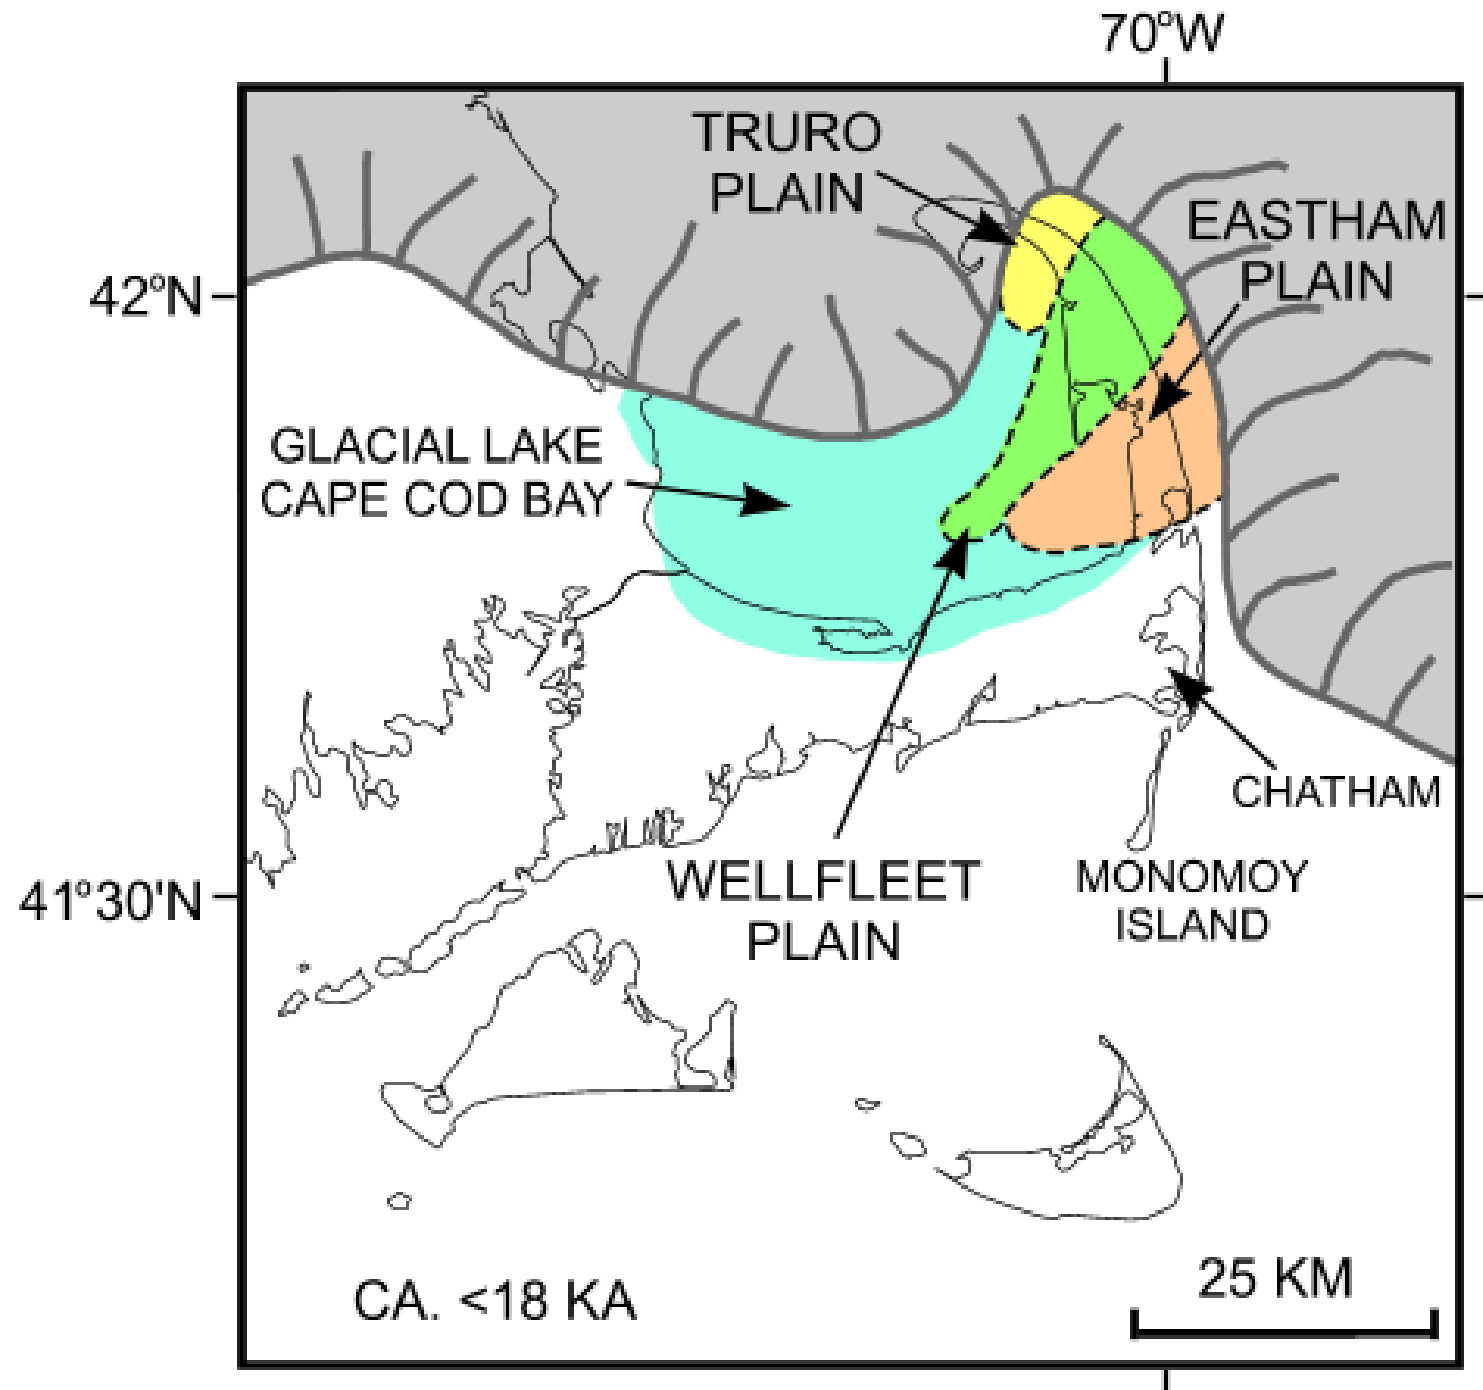 70°W
TRURO
PLAIN
EASTHAM
PLAIN
42°N
GLACIAL LAKE
CAPE COD BAY
CHATHAM
WELLFLEET
PLAIN
MONOMOY
ISLAND
41°30'N
25 KM
CA. <18 KA